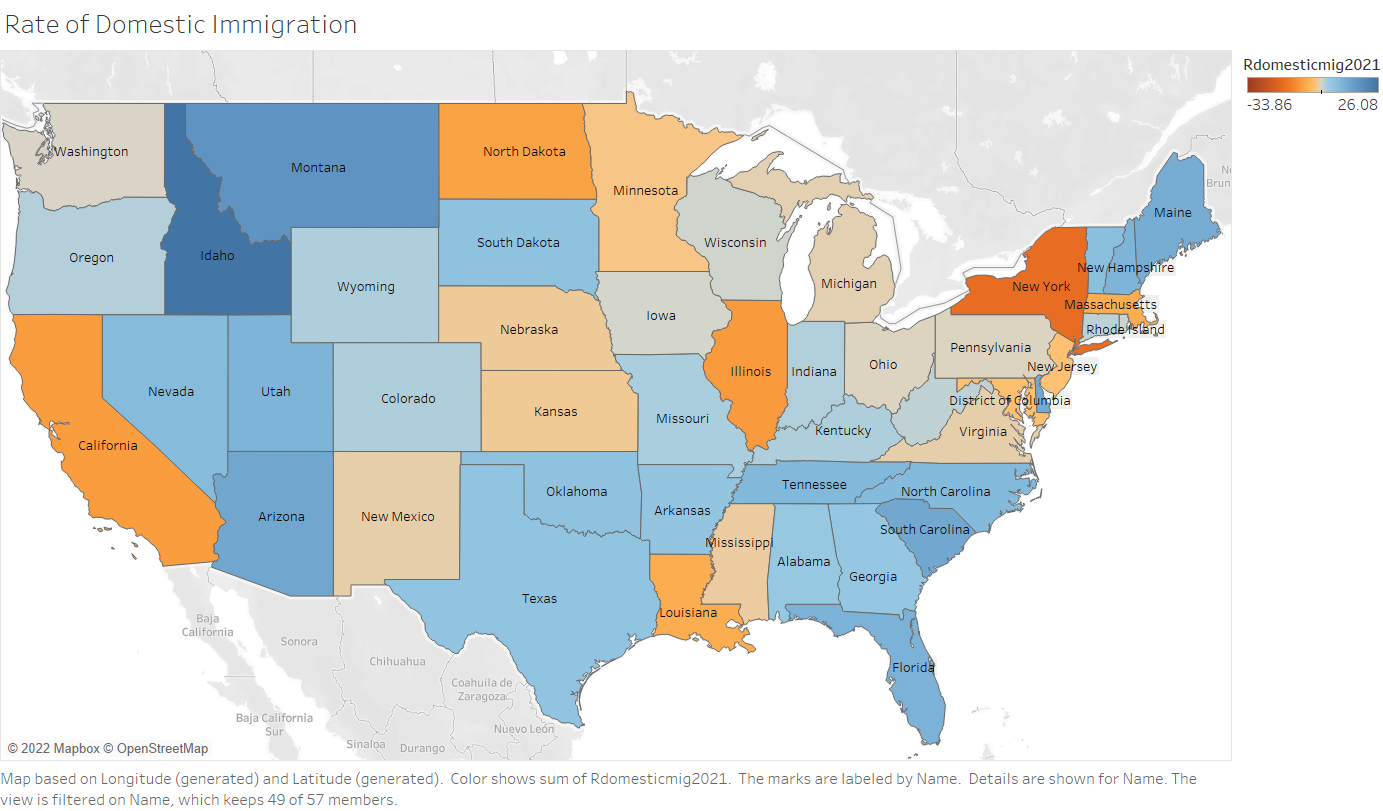 Rate of Domestic Immigration
Rdomesticmig2021
-33.86 26.08
Washington
Montana
North Dakota
Minnesota
Maine
Oregon
Idaho
South Dakota
Wisconsin
New Hampshire
Wyoming
Michigan
New York
Massachusetts
Nebraska
Iowa
Rhode Island
Nevada
Utah
Colorado
Illinois
Indiana
Ohio
Pennsylvania
New Jersey
Kansas
Missouri
District of Columbia
California
Kentucky
Virginia
Arizona
New Mexico
Oklahoma
Arkansas
Tennessee
North Carolina
South Carolina
Mississippi
Alabama
Georgia
Texas
Louisiana
Florida
Baja
California
Sonora
Chihuahua
Coahuila de
Zaragoza
Baja California
Sur
Sinaloa
Durango
Nuevo León
© 2022 Mapbox © OpenStreetMap
Map based on Longitude (generated) and Latitude (generated). Color shows sum of Rdomesticmig2021. The marks are labeled by Name. Details are shown for Name. The
view is filtered on Name, which keeps 49 of 57 members.